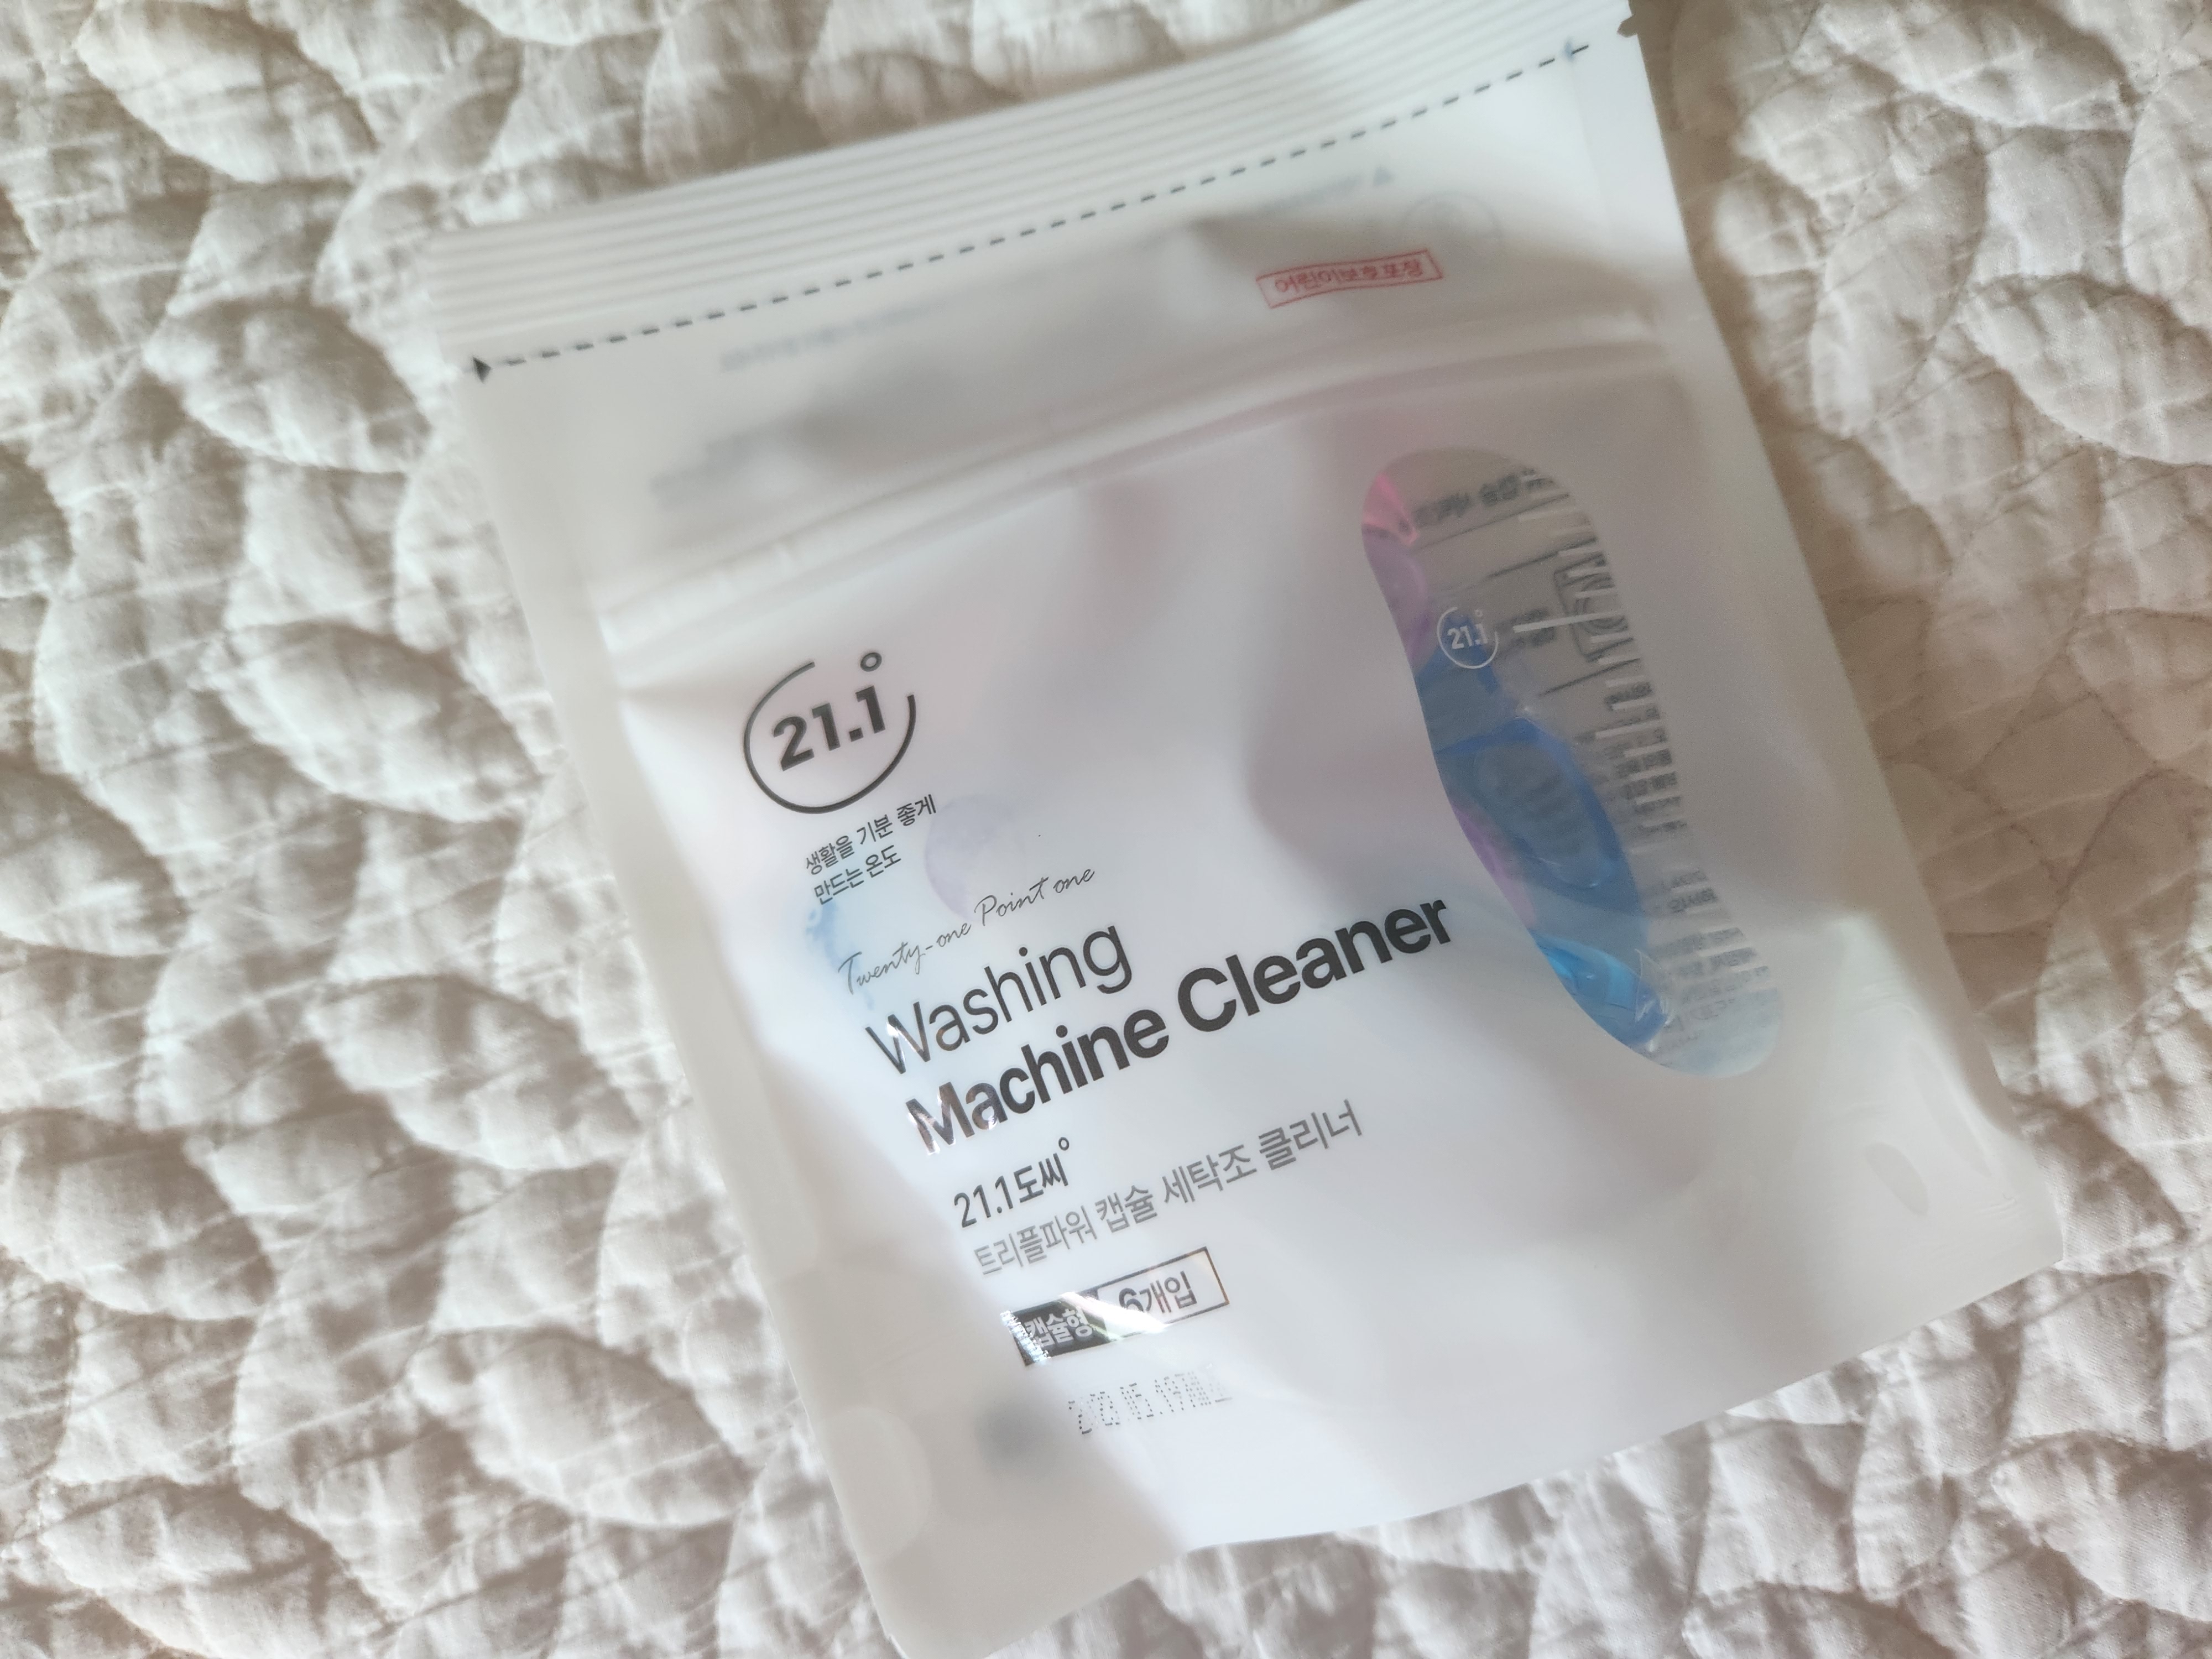 어린이보호포장
21.1°
생활을 기분 좋게
만드는 온도
Twenty-one Point one
Washing
Machine Cleaner
21.1도씨°
트리플파워 캡슐 세탁조 클리너
캡슐형 6개입
21.1°